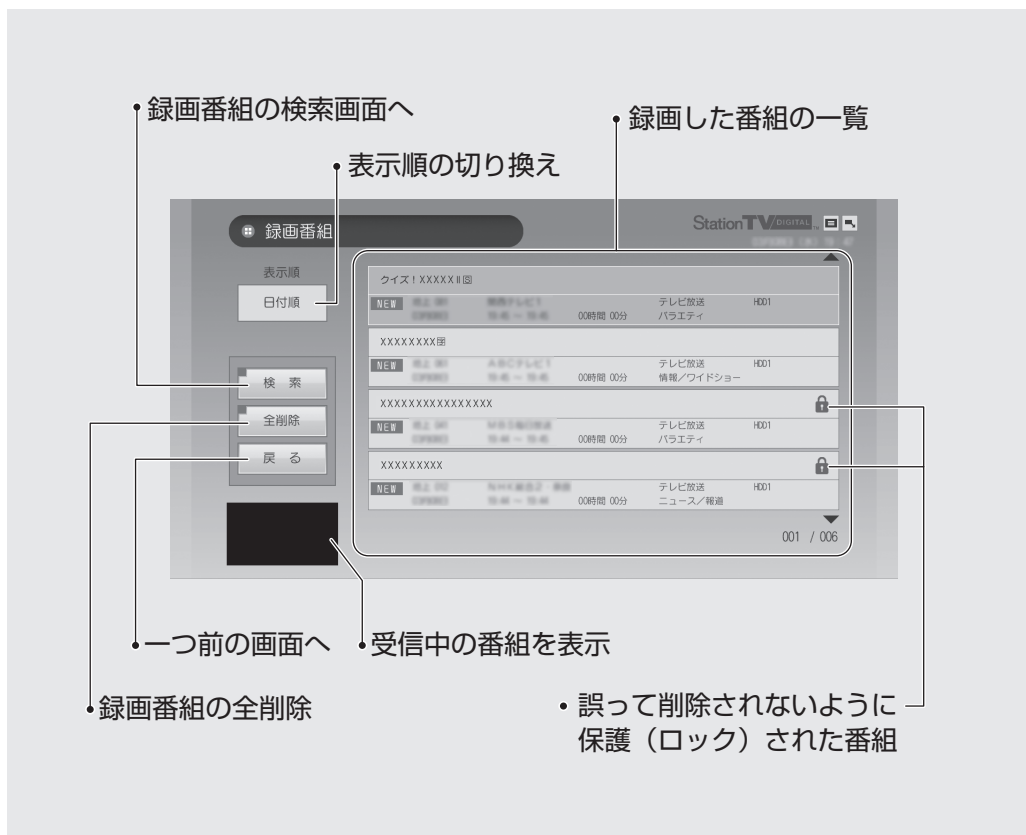 録画番組の検索画面へ
録画した番組の一覧
表示順の切り換え
録画番組
StationTV DIGITAL
表示順
日付順
検 索
全削除
戻 る
クイズ!XXXXXⅡ🅂
NEW
00時間 00分
テレビ放送
バラエティ
HDD1
XXXXXXXX
NEW
00時間 00分
テレビ放送
情報/ワイドショー
HDD1
XXXXXXXXXXXXXXXX
NEW
00時間 00分
テレビ放送
バラエティ
HDD1
XXXXXXXXX
NEW
00時間 00分
テレビ放送
ニュース/報道
HDD1
001 / 006
一つ前の画面へ
受信中の番組を表示
録画番組の全削除
誤って削除されないように
保護(ロック)された番組